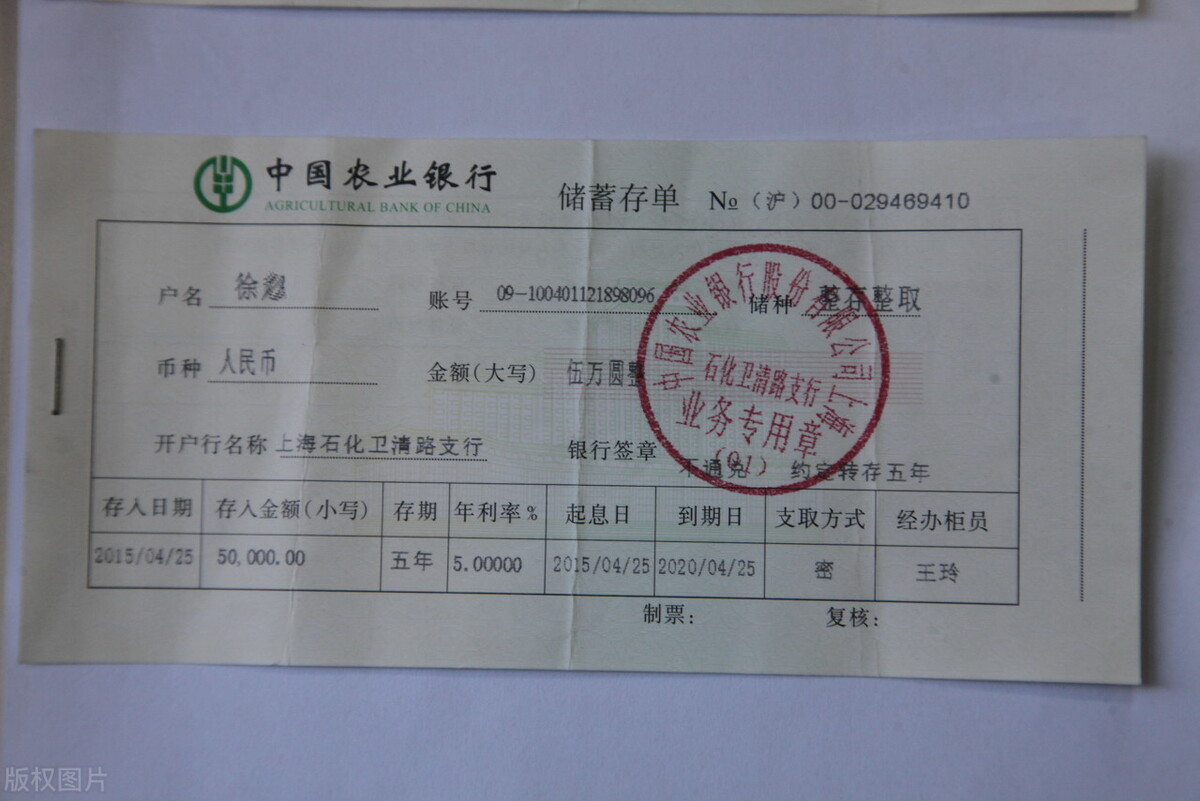 中国农业银行
AGRICULTURAL BANK OF CHINA
储蓄存单 № (沪) 00-029469410
户名 徐 账号 09-100401121898096 储种 整存整取
币种 人民币 金额(大写) 伍万圆整
开户行名称 上海石化卫清路支行 银行签章 不通兑 约定转存五年
中国农业银行股份有限公司上海
石化卫清路支行
业务专用章
(01)
存入日期 存入金额(小写) 存期 年利率% 起息日 到期日 支取方式 经办柜员
2015/04/25 50,000.00 五年 5.00000 2015/04/25 2020/04/25 密 王玲
制票: 复核:
版权图片